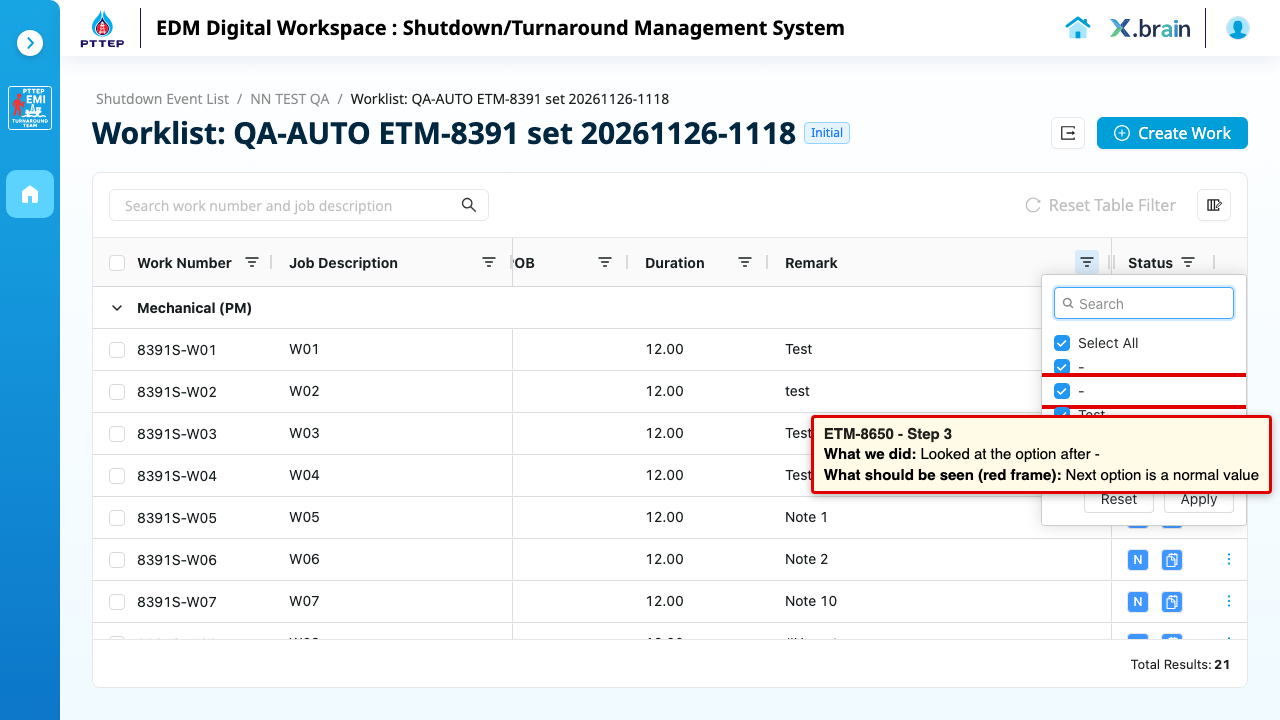 PTTEP
EDM Digital Workspace : Shutdown/Turnaround Management System
X.brain
PTTEP
EMI
TURNAROUND
TEAM
Shutdown Event List / NN TEST QA / Worklist: QA-AUTO ETM-8391 set 20261126-1118
Worklist: QA-AUTO ETM-8391 set 20261126-1118 Initial
Create Work
Search work number and job description
Reset Table Filter
Work Number Job Description OB Duration Remark Status
Mechanical (PM)
Search
Select All
-
-
Test
8391S-W01 W01 12.00 Test
8391S-W02 W02 12.00 test
8391S-W03 W03 12.00 Test
8391S-W04 W04 12.00 Test
8391S-W05 W05 12.00 Note 1
8391S-W06 W06 12.00 Note 2 N
8391S-W07 W07 12.00 Note 10 N
ETM-8650 - Step 3
What we did: Looked at the option after -
What should be seen (red frame): Next option is a normal value
Reset Apply
Total Results: 21